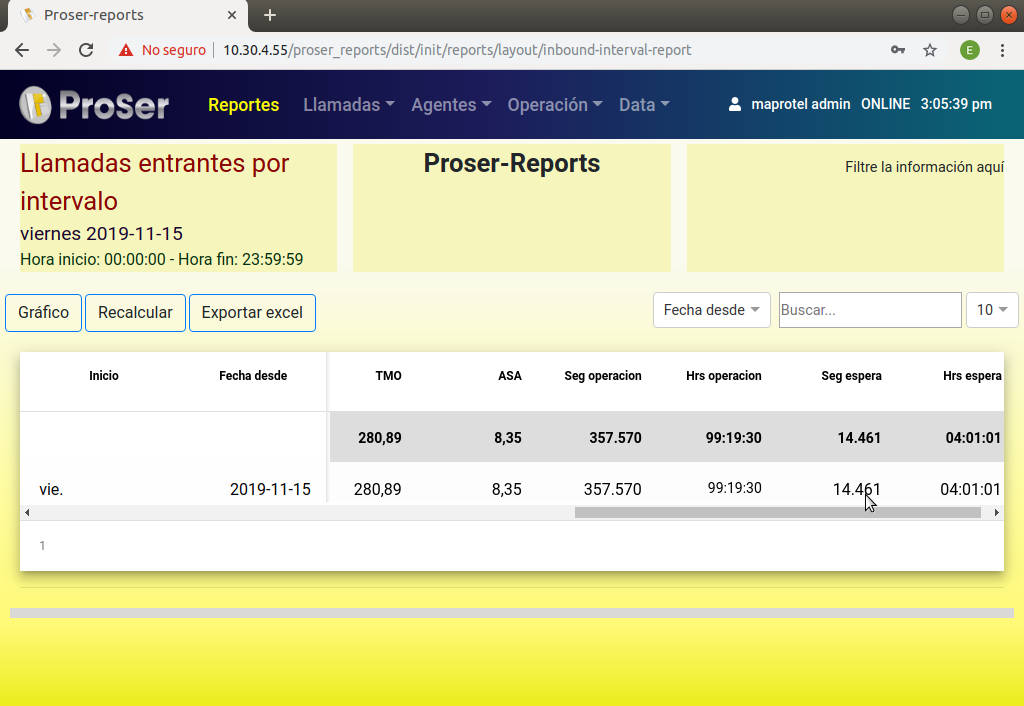 Proser-reports
No seguro
10.30.4.55/proser_reports/dist/init/reports/layout/inbound-interval-report
E
ProSer
Reportes Llamadas Agentes Operación Data maprotel admin ONLINE 3:05:39 pm
Llamadas entrantes por
intervalo
viernes 2019-11-15
Hora inicio: 00:00:00 - Hora fin: 23:59:59
Proser-Reports
Filtre la información aquí
Gráfico Recalcular Exportar excel Fecha desde Buscar... 10
Inicio Fecha desde TMO ASA Seg operacion Hrs operacion Seg espera Hrs espera
280,89 8,35 357.570 99:19:30 14.461 04:01:01
vie. 2019-11-15 280,89 8,35 357.570 99:19:30 14.461 04:01:01
1